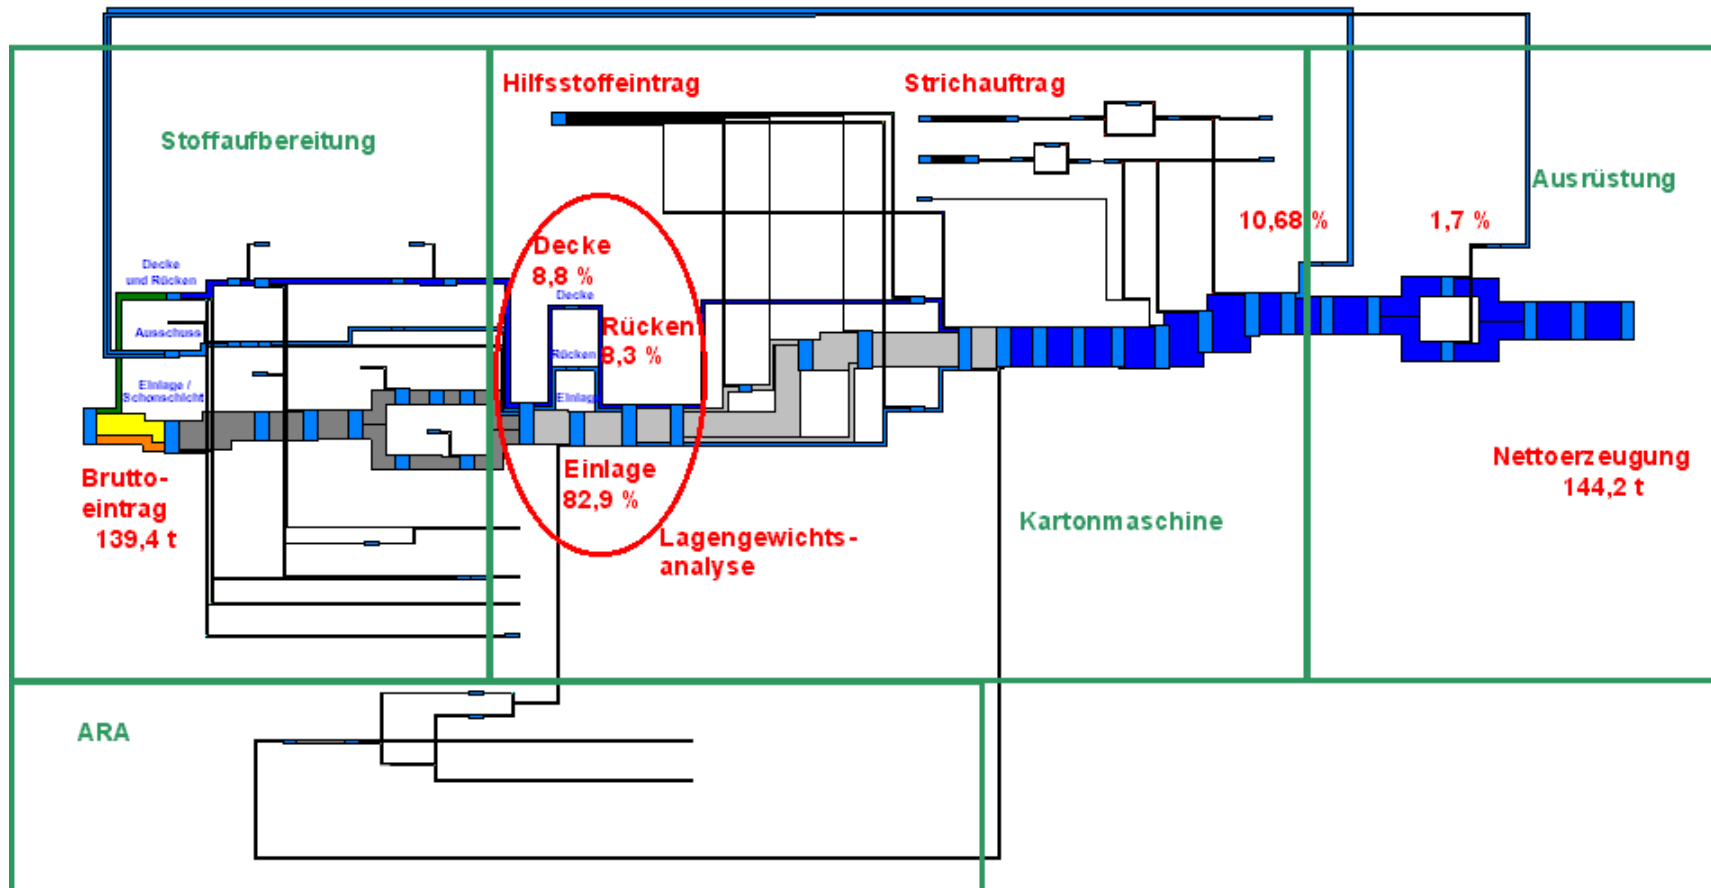 Hilfsstoffeintrag
Strichauftrag
Stoffaufbereitung
Ausrüstung
10,68 %
1,7 %
Decke
8,8 %
Decke
und Rücken
Decke
Ausschuss
Rücken
8,3 %
Rücken
Einlage /
Schonschicht
Einlag
Brutto-
eintrag
139,4 t
Einlage
82,9 %
Nettoerzeugung
144,2 t
Kartonmaschine
Lagengewichts-
analyse
ARA